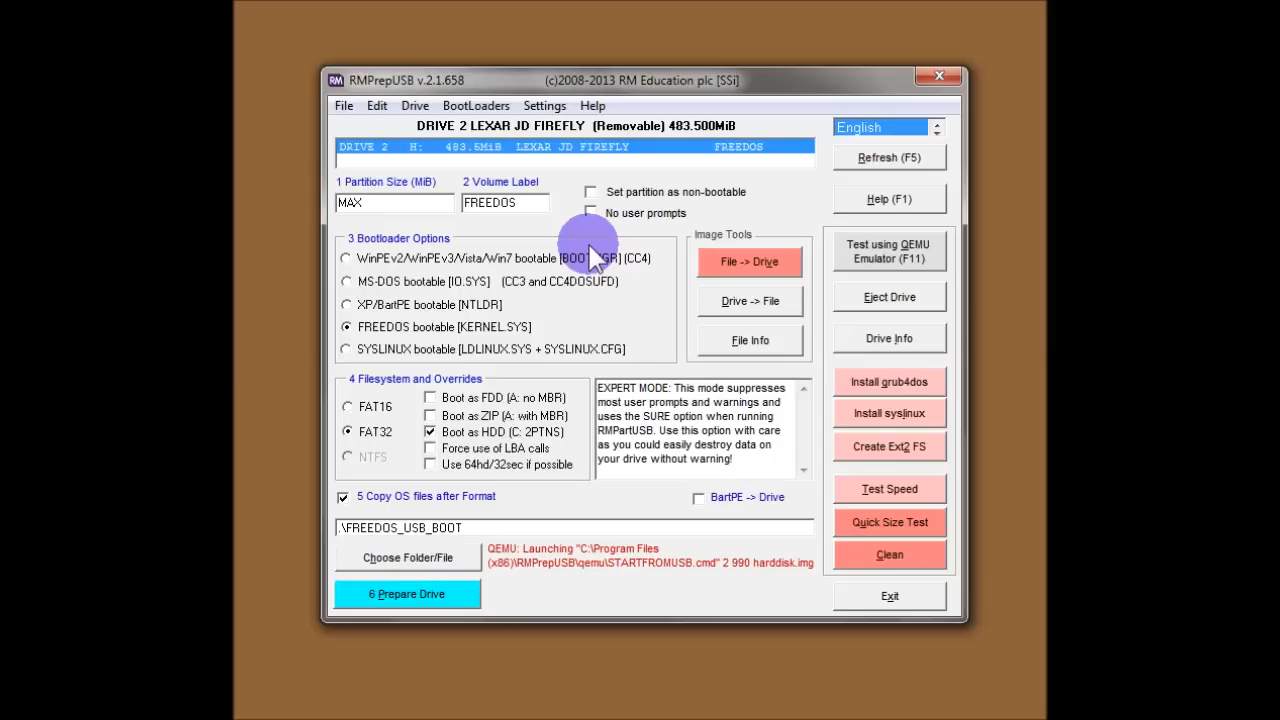 RM RMPrepUSB v.2.1.658 (c)2008-2013 RM Education plc [SSi]
File Edit Drive BootLoaders Settings Help
DRIVE 2 LEXAR JD FIREFLY (Removable) 483.500MiB
English
DRIVE 2 H: 483.5MiB LEXAR JD FIREFLY FREEDOS
Refresh (F5)
1 Partition Size (MiB) 2 Volume Label
Set partition as non-bootable
MAX FREEDOS
Help (F1)
No user prompts
3 Bootloader Options
WinPEv2/WinPEv3/Vista/Win7 bootable (CC4)
MS-DOS bootable [IO.SYS] (CC3 and CC4DOSUFD)
XP/BartPE bootable [NTLDR]
FREEDOS bootable [KERNEL.SYS]
SYSLINUX bootable [LDLINUX.SYS + SYSLINUX.CFG]
Image Tools
File -> Drive
Drive -> File
File Info
Test using QEMU
Emulator (F11)
Eject Drive
Drive Info
4 Filesystem and Overrides
FAT16
FAT32
NTFS
Boot as FDD (A: no MBR)
Boot as ZIP (A: with MBR)
Boot as HDD (C: 2PTNS)
Force use of LBA calls
Use 64hd/32sec if possible
EXPERT MODE: This mode suppresses
most user prompts and warnings and
uses the SURE option when running
RMPartUSB. Use this option with care
as you could easily destroy data on
your drive without warning!
Install grub4dos
Install syslinux
Create Ext2 FS
Test Speed
Quick Size Test
Clean
5 Copy OS files after Format
BartPE -> Drive
.\FREEDOS_USB_BOOT
Choose Folder/File
QEMU: Launching "C:\Program Files
(x86)\RMPrepUSB\qemu\STARTFROMUSB.cmd" 2 990 harddisk.img
6 Prepare Drive
Exit